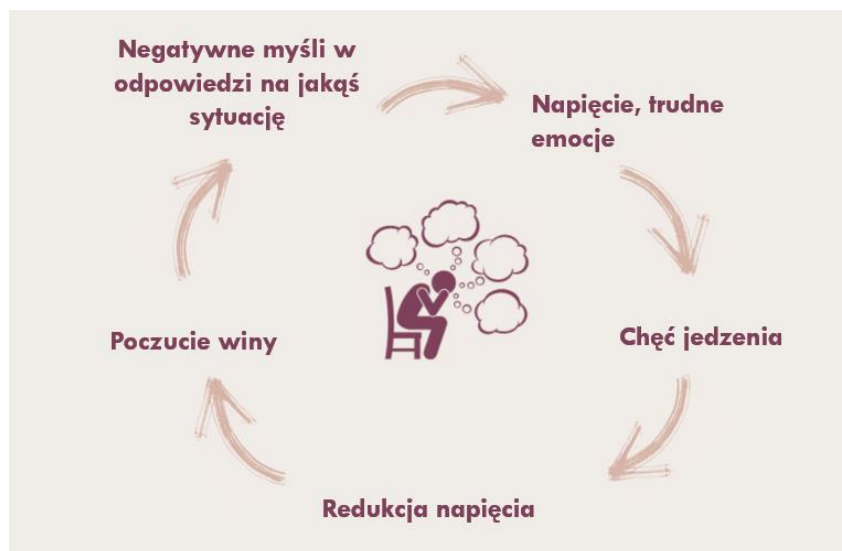 Negatywne myśli w
odpowiedzi na jakąś
sytuację
Napięcie, trudne
emocje
Chęć jedzenia
Redukcja napięcia
Poczucie winy